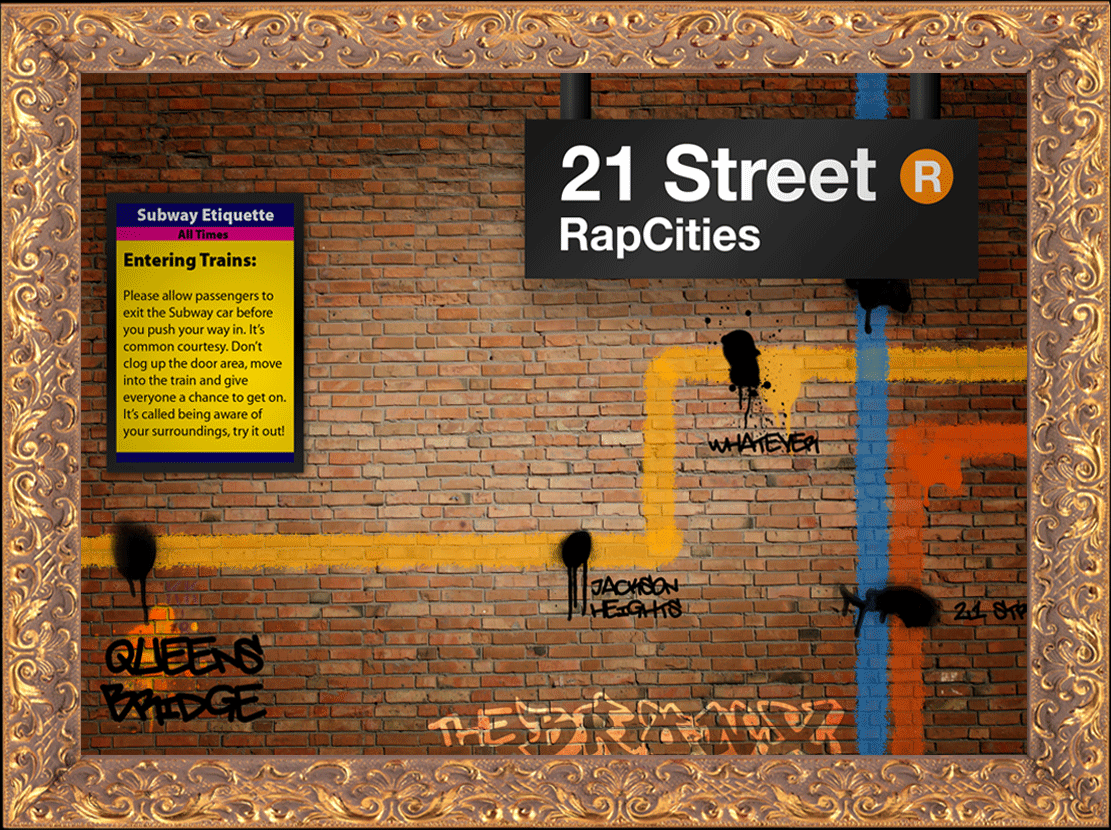 21 Street R
RapCities
Subway Etiquette
All Times
Entering Trains:
Please allow passengers to
exit the Subway car before
you push your way in. It's
common courtesy. Don't
clog up the door area, move
into the train and give
everyone a chance to get on.
It's called being aware of
your surroundings, try it out!
WHATEVER
JACKSON
HEIGHTS
21 STR
QUEENS
BRIDGE
THE